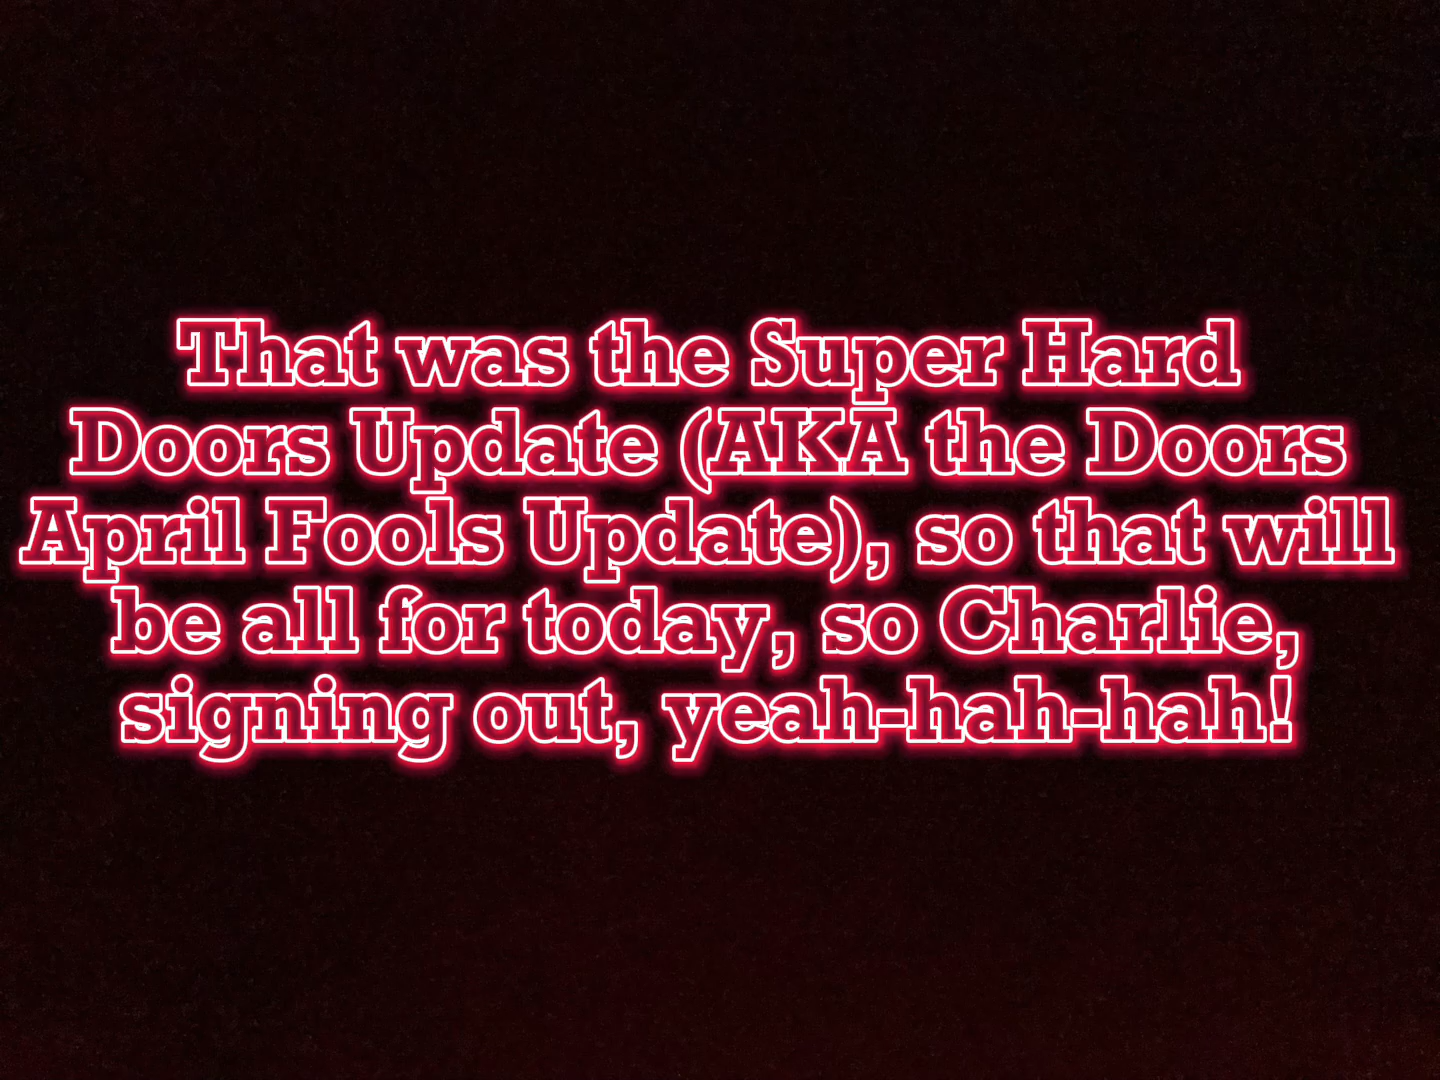 That was the Super Hard
Doors Update (AKA the Doors
April Fools Update), so that will
be all for today, so Charlie,
signing out, yeah-hah-hah!